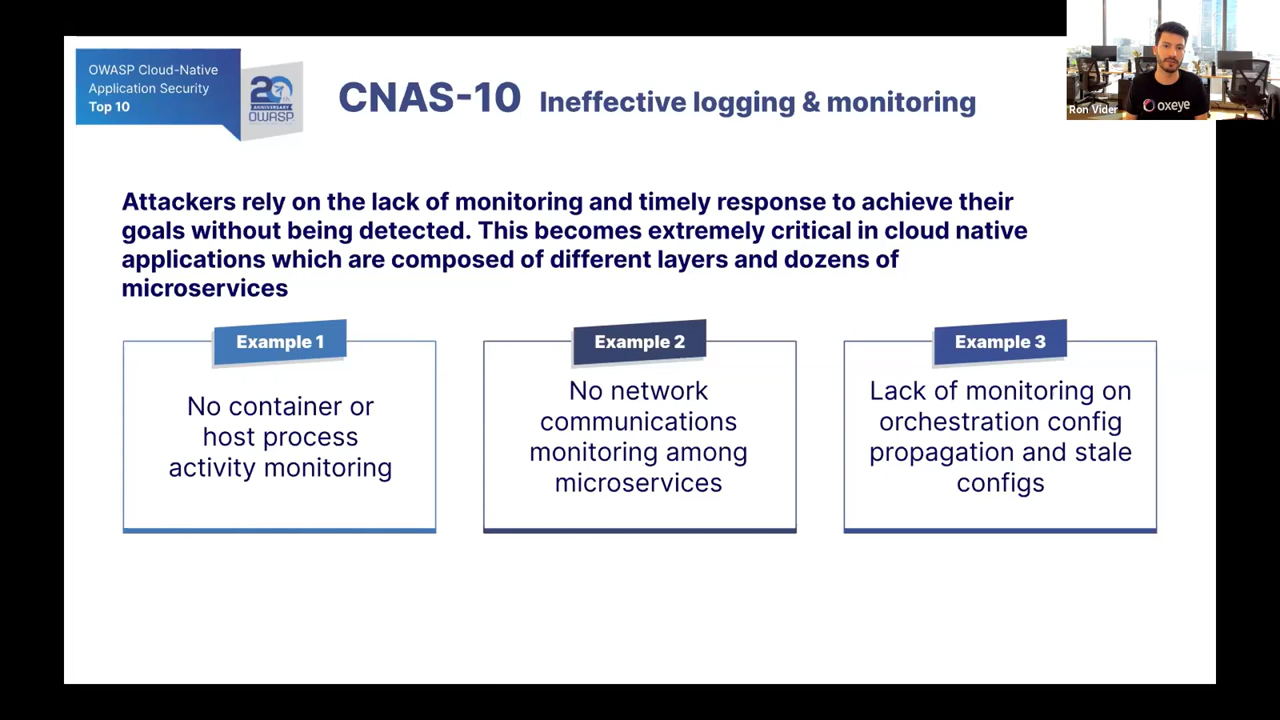 OWASP Cloud-Native
Application Security
Top 10
20th
ANNIVERSARY
OWASP
CNAS-10 Ineffective logging & monitoring
Ron Vider
oxeye
Attackers rely on the lack of monitoring and timely response to achieve their
goals without being detected. This becomes extremely critical in cloud native
applications which are composed of different layers and dozens of
microservices
Example 1
No container or
host process
activity monitoring
Example 2
No network
communications
monitoring among
microservices
Example 3
Lack of monitoring on
orchestration config
propagation and stale
configs